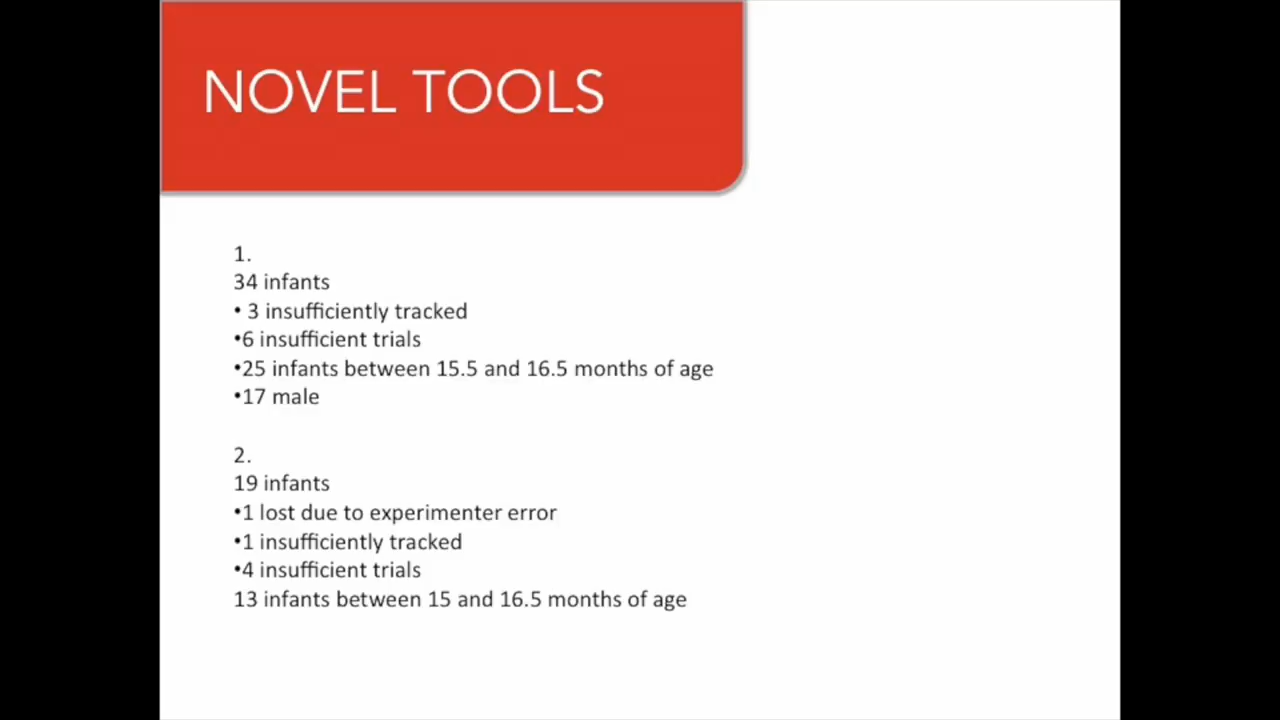 NOVEL TOOLS
1.
34 infants
• 3 insufficiently tracked
•6 insufficient trials
•25 infants between 15.5 and 16.5 months of age
•17 male
2.
19 infants
•1 lost due to experimenter error
•1 insufficiently tracked
•4 insufficient trials
13 infants between 15 and 16.5 months of age